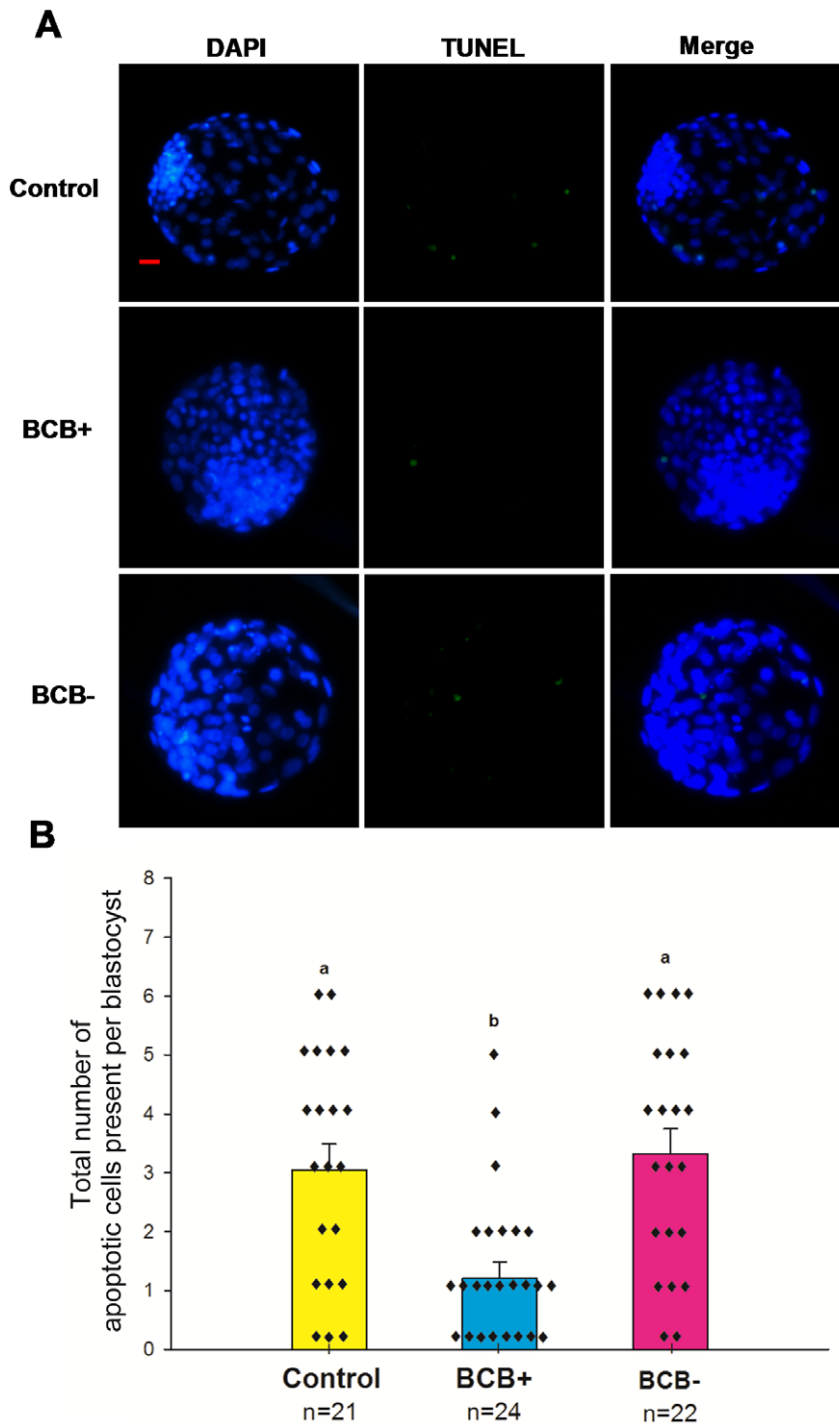 A
DAPI TUNEL Merge
Control
BCB+
BCB-
B
Total number of
apoptotic cells present per blastocyst
8
7
6
5
4
3
2
1
0
a
b
a
Control BCB+ BCB-
n=21 n=24 n=22